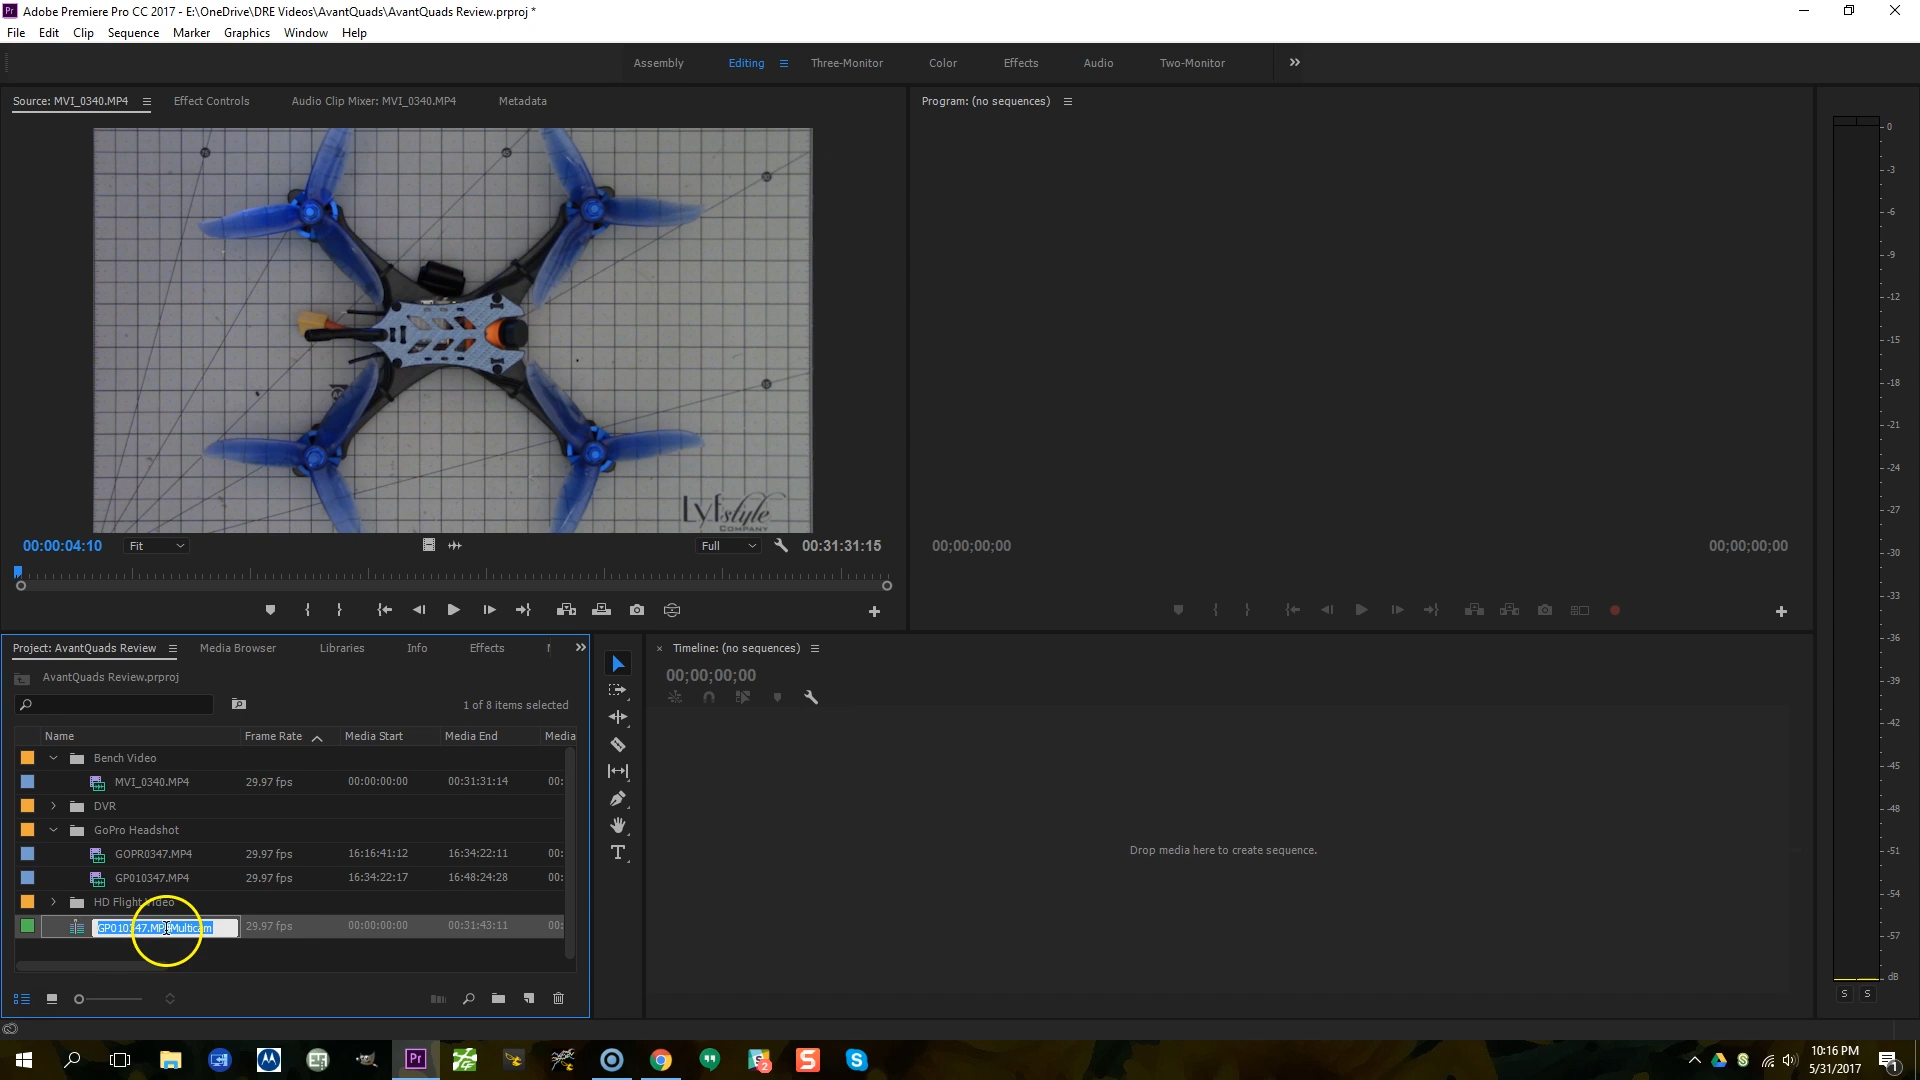 Adobe Premiere Pro CC 2017 - E:\OneDrive\DRE Videos\AvantQuads\AvantQuads Review.prproj *
File Edit Clip Sequence Marker Graphics Window Help
Assembly Editing Three-Monitor Color Effects Audio Two-Monitor
Source: MVI_0340.MP4 Effect Controls Audio Clip Mixer: MVI_0340.MP4 Metadata
Program: (no sequences)
Lyfstyle
COMPANY
00:00:04:10 Fit Full 00:31:31:15
00;00;00;00 00;00;00;00
Project: AvantQuads Review Media Browser Libraries Info Effects
AvantQuads Review.prproj
1 of 8 items selected
Name Frame Rate Media Start Media End Media
Bench Video
MVI_0340.MP4 29.97 fps 00:00:00:00 00:31:31:14 00:
DVR
GoPro Headshot
GOPR0347.MP4 29.97 fps 16:16:41:12 16:34:22:11 00:
GP010347.MP4 29.97 fps 16:34:22:17 16:48:24:28 00:
HD Flight Video
GP010347.MP4Multicam 29.97 fps 00:00:00:00 00:31:43:11 00:
Timeline: (no sequences)
00;00;00;00
Drop media here to create sequence.
0
-3
-6
-9
-12
-15
-18
-21
-24
-27
-30
-33
-36
-39
-42
-45
-48
-51
-54
-57
dB
S S
10:16 PM
5/31/2017